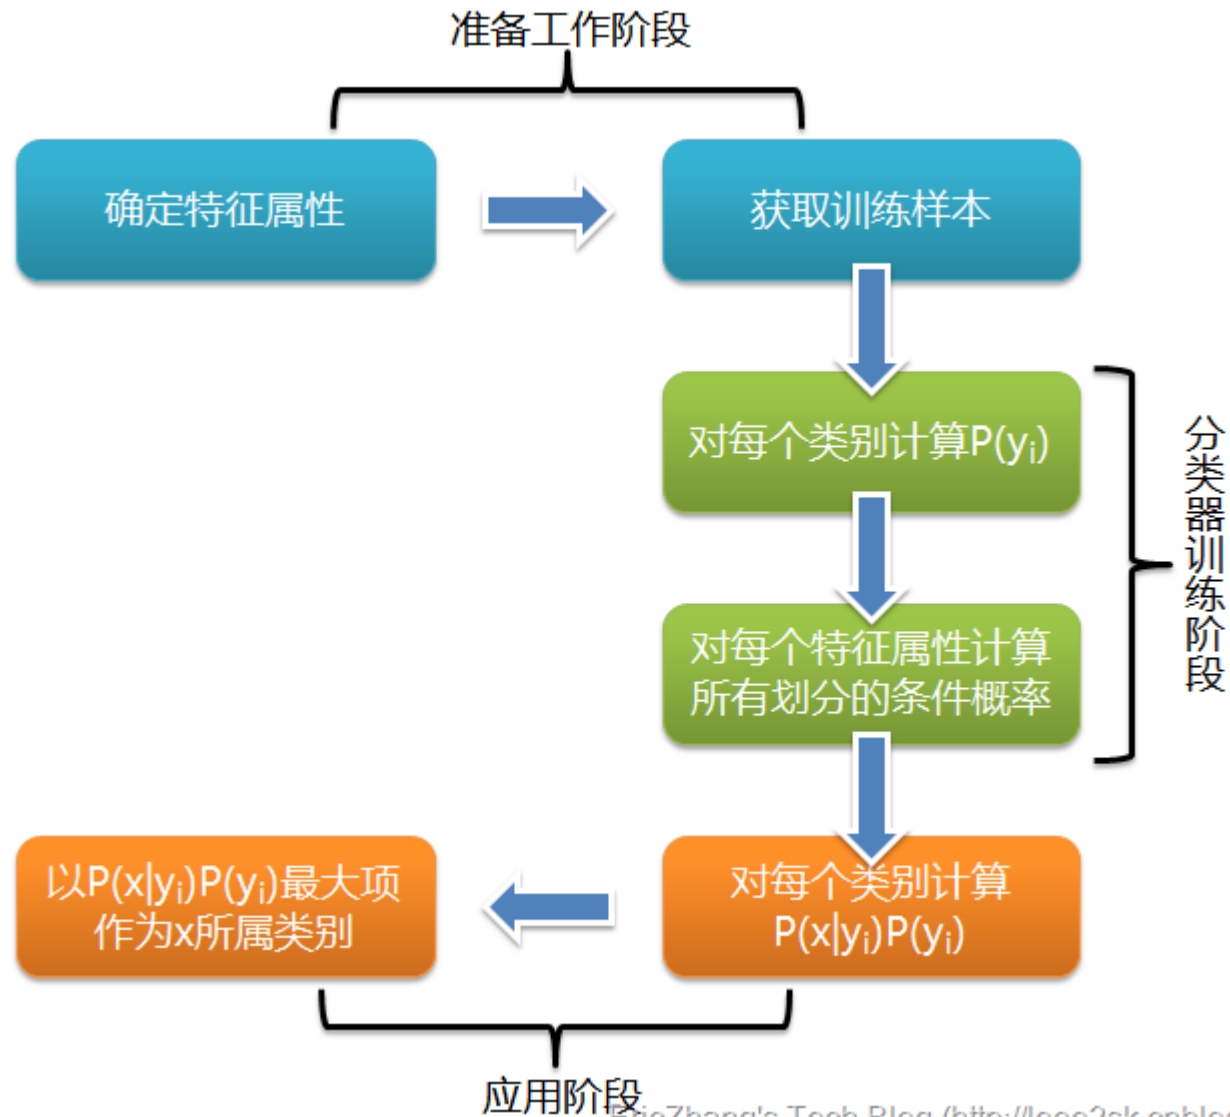 准备工作阶段
确定特征属性
获取训练样本
对每个类别计算P(yᵢ)
分类器训练阶段
对每个特征属性计算
所有划分的条件概率
以P(x|yᵢ)P(yᵢ)最大项
作为x所属类别
对每个类别计算
P(x|yᵢ)P(yᵢ)
应用阶段
Zhang's Tech Blog